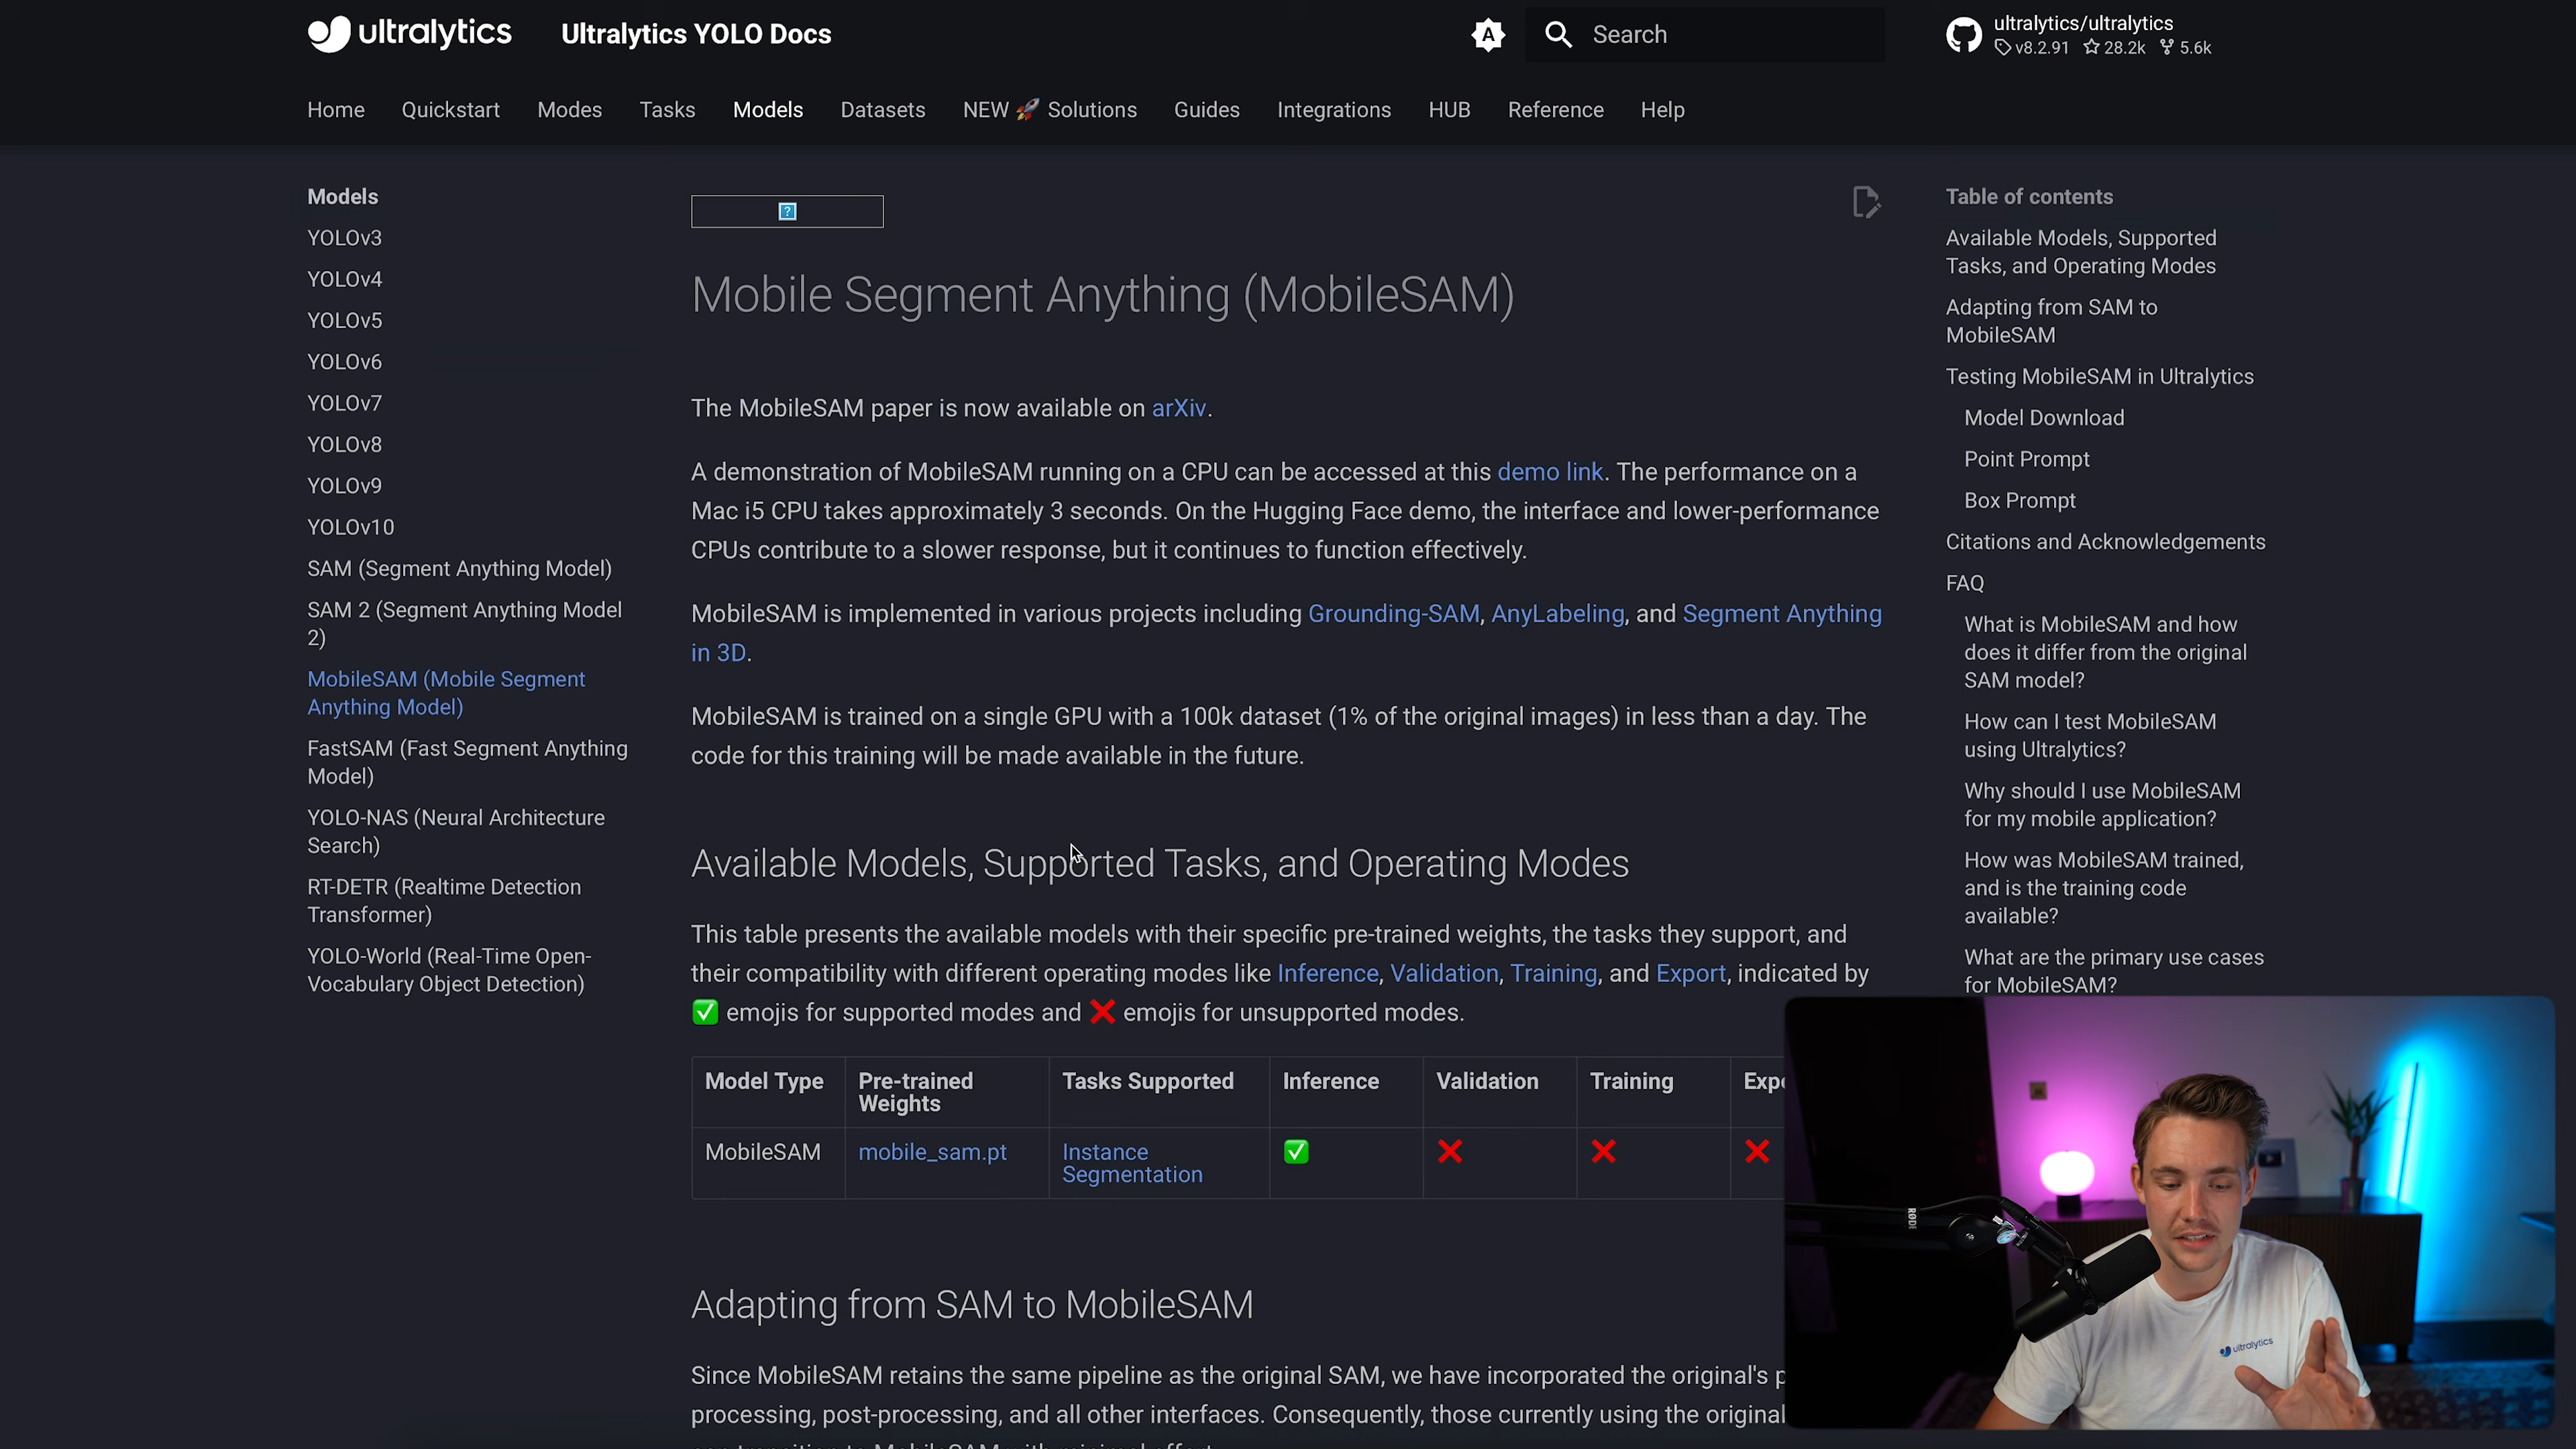 ultralytics Ultralytics YOLO Docs
A
Search
ultralytics/ultralytics
v8.2.91 28.2k 5.6k
Home Quickstart Modes Tasks Models Datasets NEW 🚀 Solutions Guides Integrations HUB Reference Help
Models
YOLOv3
YOLOv4
YOLOv5
YOLOv6
YOLOv7
YOLOv8
YOLOv9
YOLOv10
SAM (Segment Anything Model)
SAM 2 (Segment Anything Model
2)
MobileSAM (Mobile Segment
Anything Model)
FastSAM (Fast Segment Anything
Model)
YOLO-NAS (Neural Architecture
Search)
RT-DETR (Realtime Detection
Transformer)
YOLO-World (Real-Time Open-
Vocabulary Object Detection)
?
Mobile Segment Anything (MobileSAM)
The MobileSAM paper is now available on arXiv.
A demonstration of MobileSAM running on a CPU can be accessed at this demo link. The performance on a
Mac i5 CPU takes approximately 3 seconds. On the Hugging Face demo, the interface and lower-performance
CPUs contribute to a slower response, but it continues to function effectively.
MobileSAM is implemented in various projects including Grounding-SAM, AnyLabeling, and Segment Anything
in 3D.
MobileSAM is trained on a single GPU with a 100k dataset (1% of the original images) in less than a day. The
code for this training will be made available in the future.
Available Models, Supported Tasks, and Operating Modes
This table presents the available models with their specific pre-trained weights, the tasks they support, and
their compatibility with different operating modes like Inference, Validation, Training, and Export, indicated by
✅ emojis for supported modes and ❌ emojis for unsupported modes.
Model Type Pre-trained Tasks Supported Inference Validation Training Expo
Weights
MobileSAM mobile_sam.pt Instance ✅ ❌ ❌ ❌
Segmentation
Adapting from SAM to MobileSAM
Since MobileSAM retains the same pipeline as the original SAM, we have incorporated the original's p
processing, post-processing, and all other interfaces. Consequently, those currently using the original
Table of contents
Available Models, Supported
Tasks, and Operating Modes
Adapting from SAM to
MobileSAM
Testing MobileSAM in Ultralytics
Model Download
Point Prompt
Box Prompt
Citations and Acknowledgements
FAQ
What is MobileSAM and how
does it differ from the original
SAM model?
How can I test MobileSAM
using Ultralytics?
Why should I use MobileSAM
for my mobile application?
How was MobileSAM trained,
and is the training code
available?
What are the primary use cases
for MobileSAM?
RØDE
ultralytics